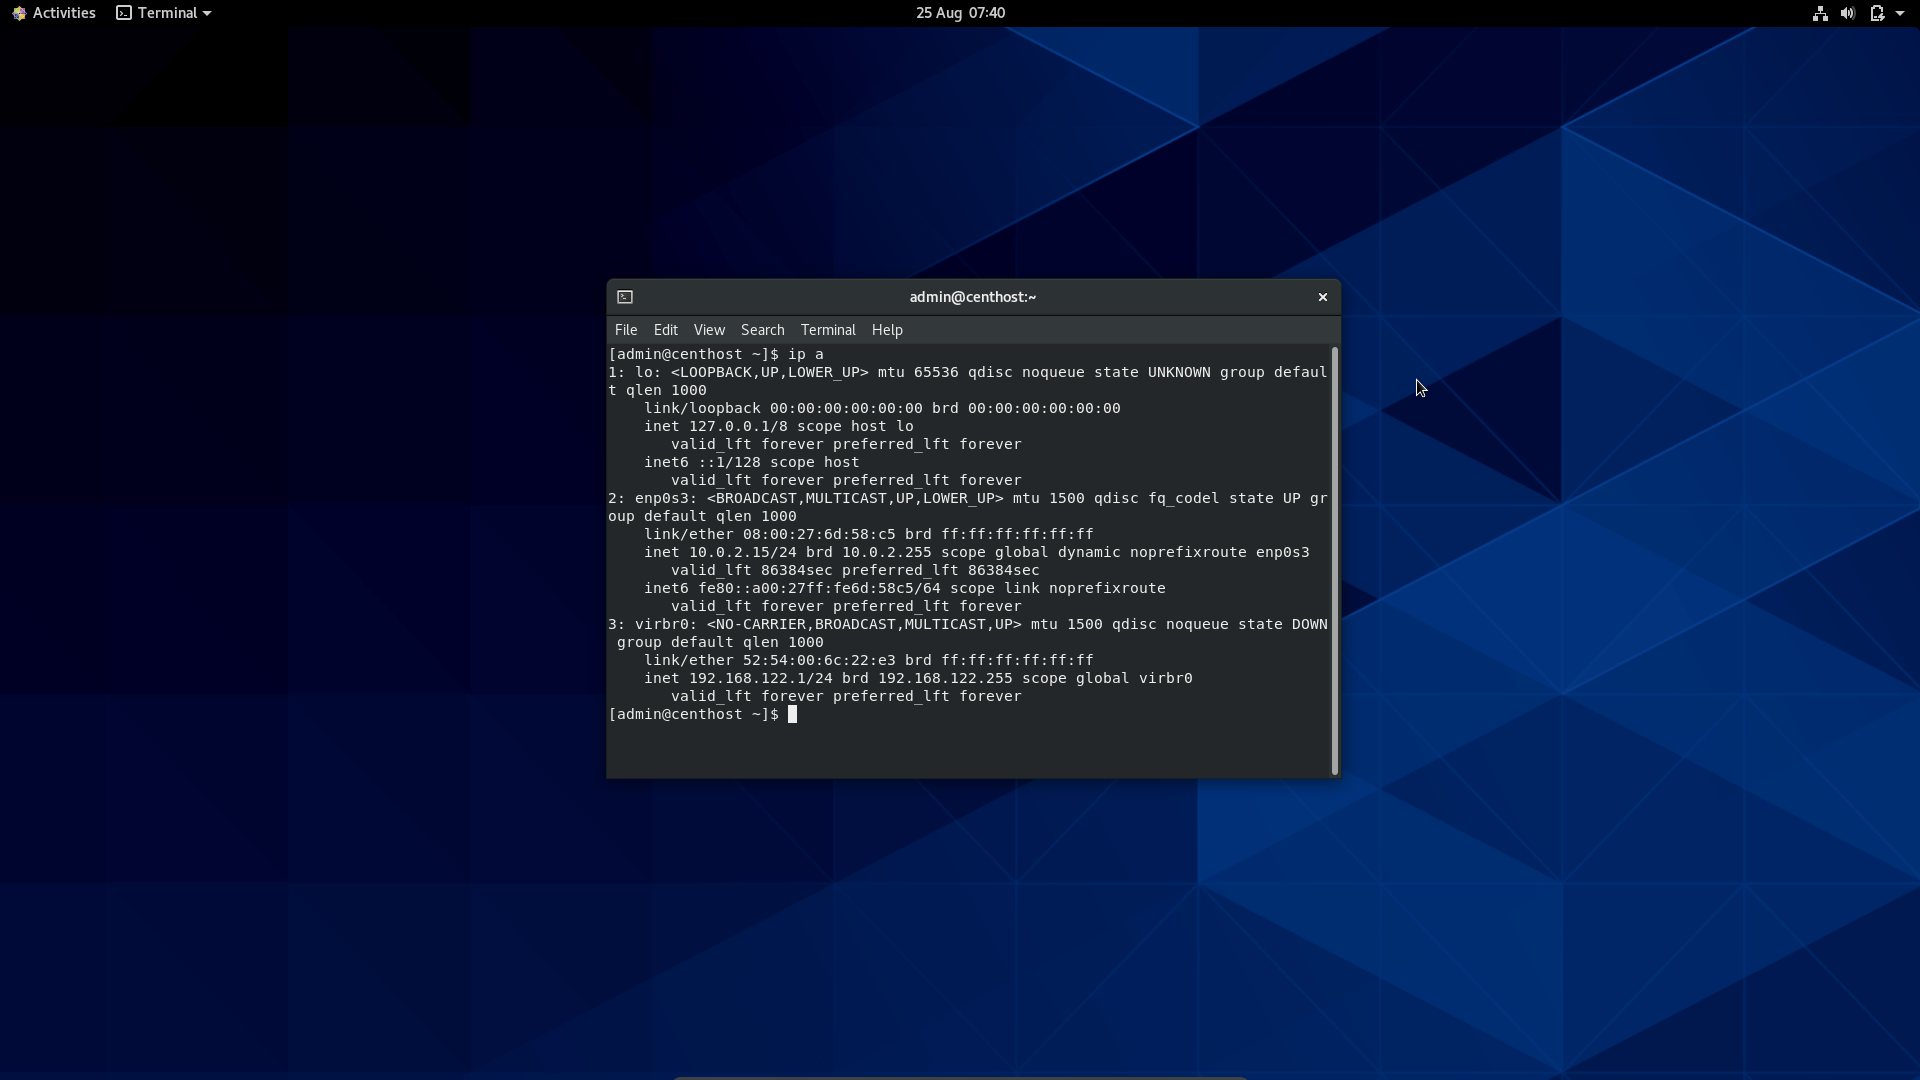 Activities Terminal 25 Aug 07:40
admin@centhost:~
File Edit View Search Terminal Help
[admin@centhost ~]$ ip a
1: lo: <LOOPBACK,UP,LOWER_UP> mtu 65536 qdisc noqueue state UNKNOWN group defaul
t qlen 1000
    link/loopback 00:00:00:00:00:00 brd 00:00:00:00:00:00
    inet 127.0.0.1/8 scope host lo
       valid_lft forever preferred_lft forever
    inet6 ::1/128 scope host
       valid_lft forever preferred_lft forever
2: enp0s3: <BROADCAST,MULTICAST,UP,LOWER_UP> mtu 1500 qdisc fq_codel state UP gr
oup default qlen 1000
    link/ether 08:00:27:6d:58:c5 brd ff:ff:ff:ff:ff:ff
    inet 10.0.2.15/24 brd 10.0.2.255 scope global dynamic noprefixroute enp0s3
       valid_lft 86384sec preferred_lft 86384sec
    inet6 fe80::a00:27ff:fe6d:58c5/64 scope link noprefixroute
       valid_lft forever preferred_lft forever
3: virbr0: <NO-CARRIER,BROADCAST,MULTICAST,UP> mtu 1500 qdisc noqueue state DOWN
 group default qlen 1000
    link/ether 52:54:00:6c:22:e3 brd ff:ff:ff:ff:ff:ff
    inet 192.168.122.1/24 brd 192.168.122.255 scope global virbr0
       valid_lft forever preferred_lft forever
[admin@centhost ~]$